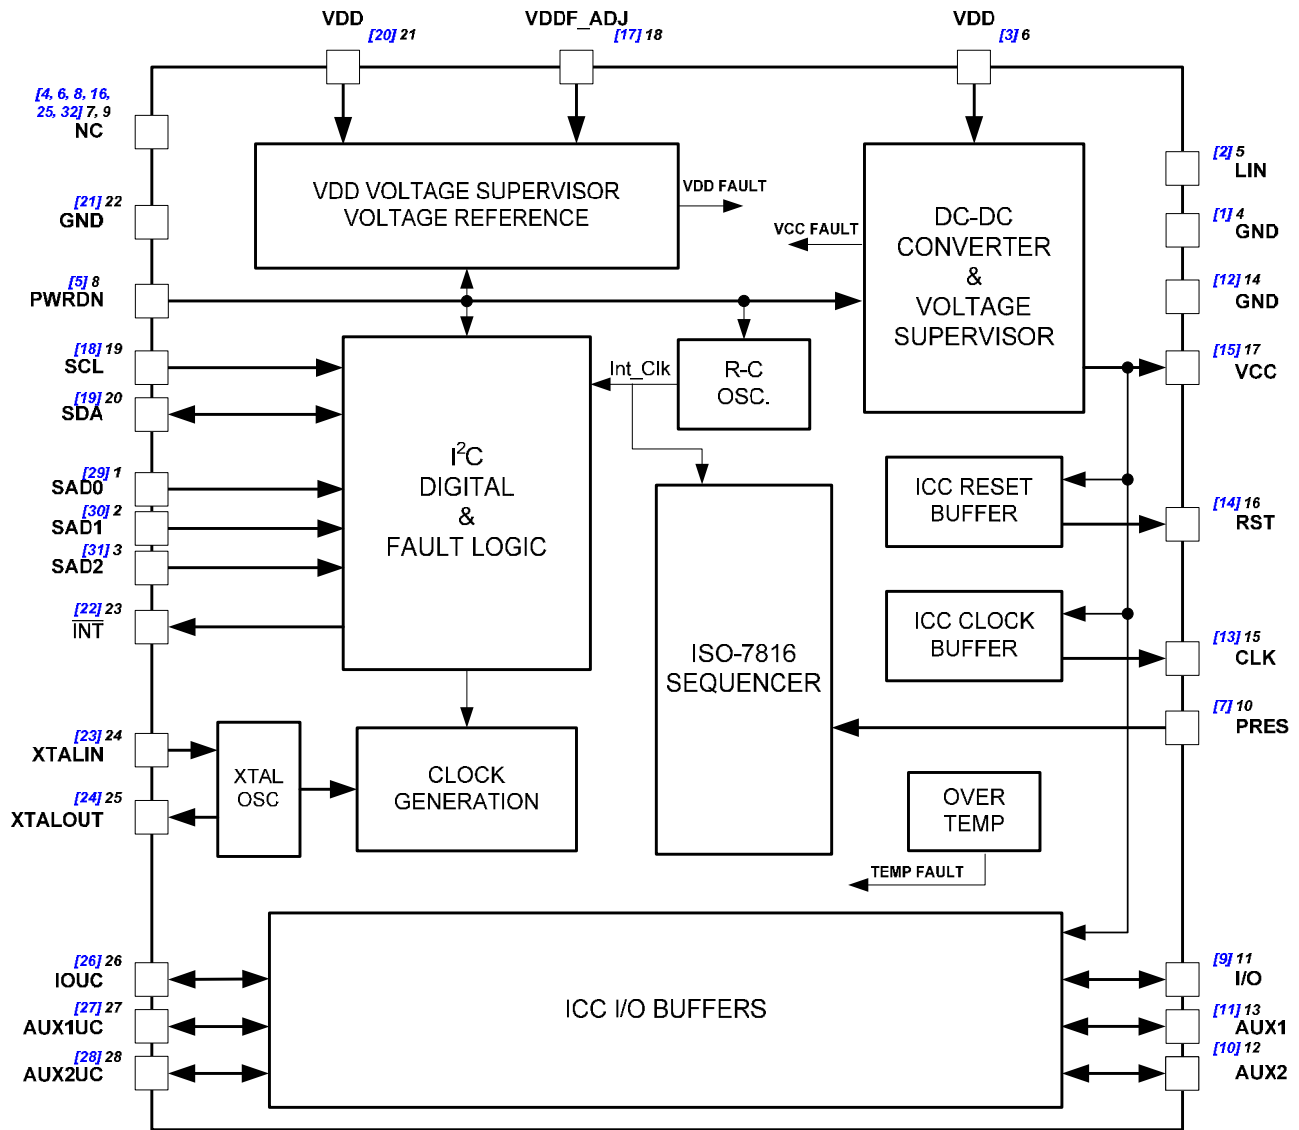 VDD
[20] 21
VDDF_ADJ
[17] 18
VDD
[3] 6
[4, 6, 8, 16,
25, 32] 7, 9
NC
[21] 22
GND
[5] 8
PWRDN
[18] 19
SCL
[19] 20
SDA
[29] 1
SAD0
[30] 2
SAD1
[31] 3
SAD2
[22] 23
INT
[23] 24
XTALIN
[24] 25
XTALOUT
[26] 26
IOUC
[27] 27
AUX1UC
[28] 28
AUX2UC
VDD VOLTAGE SUPERVISOR
VOLTAGE REFERENCE
VDD FAULT
VCC FAULT
DC-DC
CONVERTER
&
VOLTAGE
SUPERVISOR
Int_Clk
R-C
OSC.
I²C
DIGITAL
&
FAULT LOGIC
ISO-7816
SEQUENCER
ICC RESET
BUFFER
ICC CLOCK
BUFFER
XTAL
OSC
CLOCK
GENERATION
OVER
TEMP
TEMP FAULT
ICC I/O BUFFERS
[2] 5
LIN
[1] 4
GND
[12] 14
GND
[15] 17
VCC
[14] 16
RST
[13] 15
CLK
[7] 10
PRES
[9] 11
I/O
[11] 13
AUX1
[10] 12
AUX2